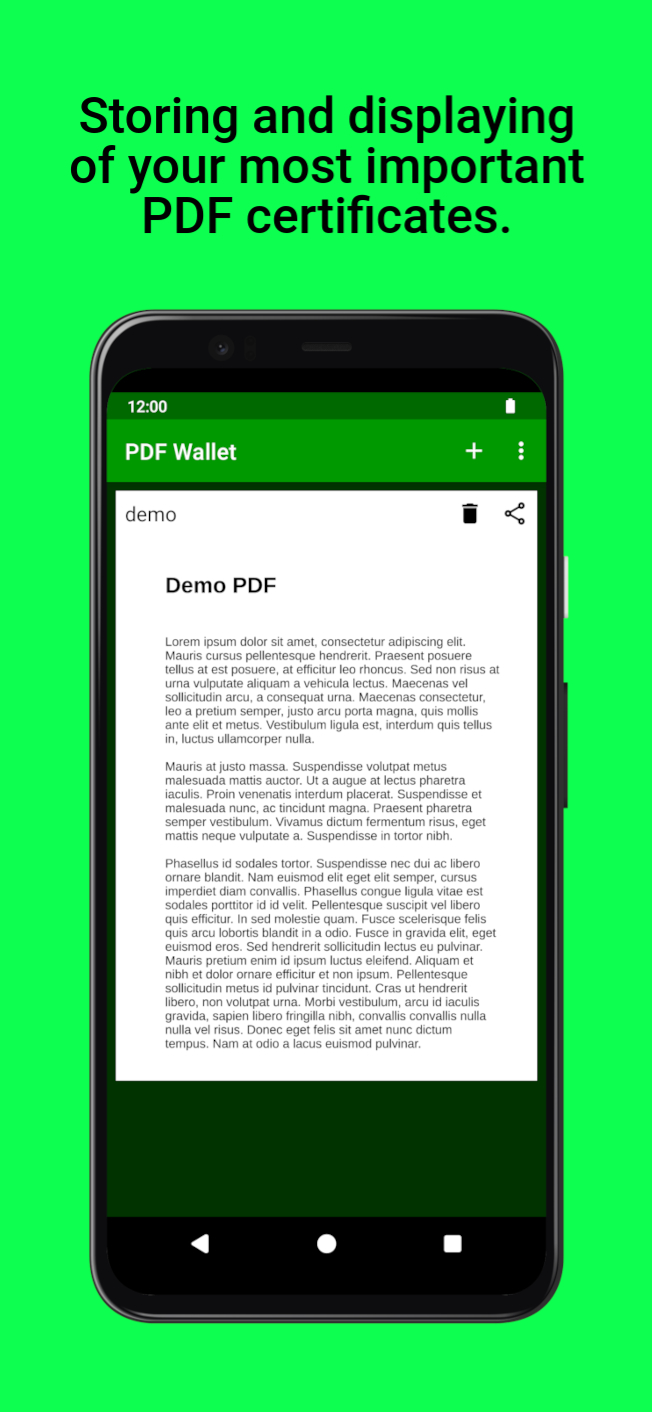 Storing and displaying
of your most important
PDF certificates.
12:00
PDF Wallet
demo
Demo PDF
Lorem ipsum dolor sit amet, consectetur adipiscing elit.
Mauris cursus pellentesque hendrerit. Praesent posuere
tellus at est posuere, at efficitur leo rhoncus. Sed non risus at
urna vulputate aliquam a vehicula lectus. Maecenas vel
sollicitudin arcu, a consequat urna. Maecenas consectetur,
leo a pretium semper, justo arcu porta magna, quis mollis
ante elit et metus. Vestibulum ligula est, interdum quis tellus
in, luctus ullamcorper nulla.
Mauris at justo massa. Suspendisse volutpat metus
malesuada mattis auctor. Ut a augue at lectus pharetra
iaculis. Proin venenatis interdum placerat. Suspendisse et
malesuada nunc, ac tincidunt magna. Praesent pharetra
semper vestibulum. Vivamus dictum fermentum risus, eget
mattis neque vulputate a. Suspendisse in tortor nibh.
Phasellus id sodales tortor. Suspendisse nec dui ac libero
ornare blandit. Nam euismod elit eget elit semper, cursus
imperdiet diam convallis. Phasellus congue ligula vitae est
sodales porttitor id id velit. Pellentesque suscipit vel libero
quis efficitur. In sed molestie quam. Fusce scelerisque felis
quis arcu lobortis blandit in a odio. Fusce in gravida elit, eget
euismod eros. Sed hendrerit sollicitudin lectus eu pulvinar.
Mauris pretium enim id ipsum luctus eleifend. Aliquam et
nibh et dolor ornare efficitur et non ipsum. Pellentesque
sollicitudin metus id pulvinar tincidunt. Cras ut hendrerit
libero, non volutpat urna. Morbi vestibulum, arcu id iaculis
gravida, sapien libero fringilla nibh, convallis convallis nulla
nulla vel risus. Donec eget felis sit amet nunc dictum
tempus. Nam at odio a lacus euismod pulvinar.